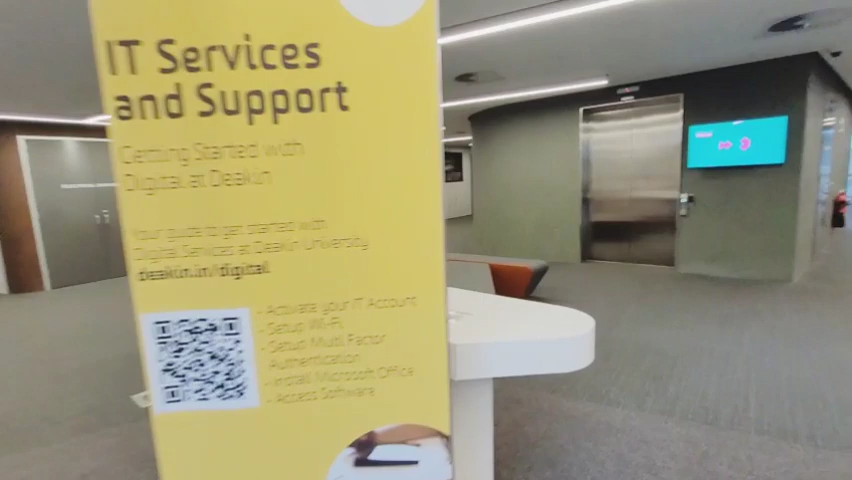 IT Services
and Support
Getting Started with
Digital at Deakin
Your guide to get started with
Digital Services at Deakin University
deakin.in/digital
- Activate your IT Account
- Setup Wi-Fi
- Setup Multi Factor
Authentication
- Install Microsoft Office
- Access Software